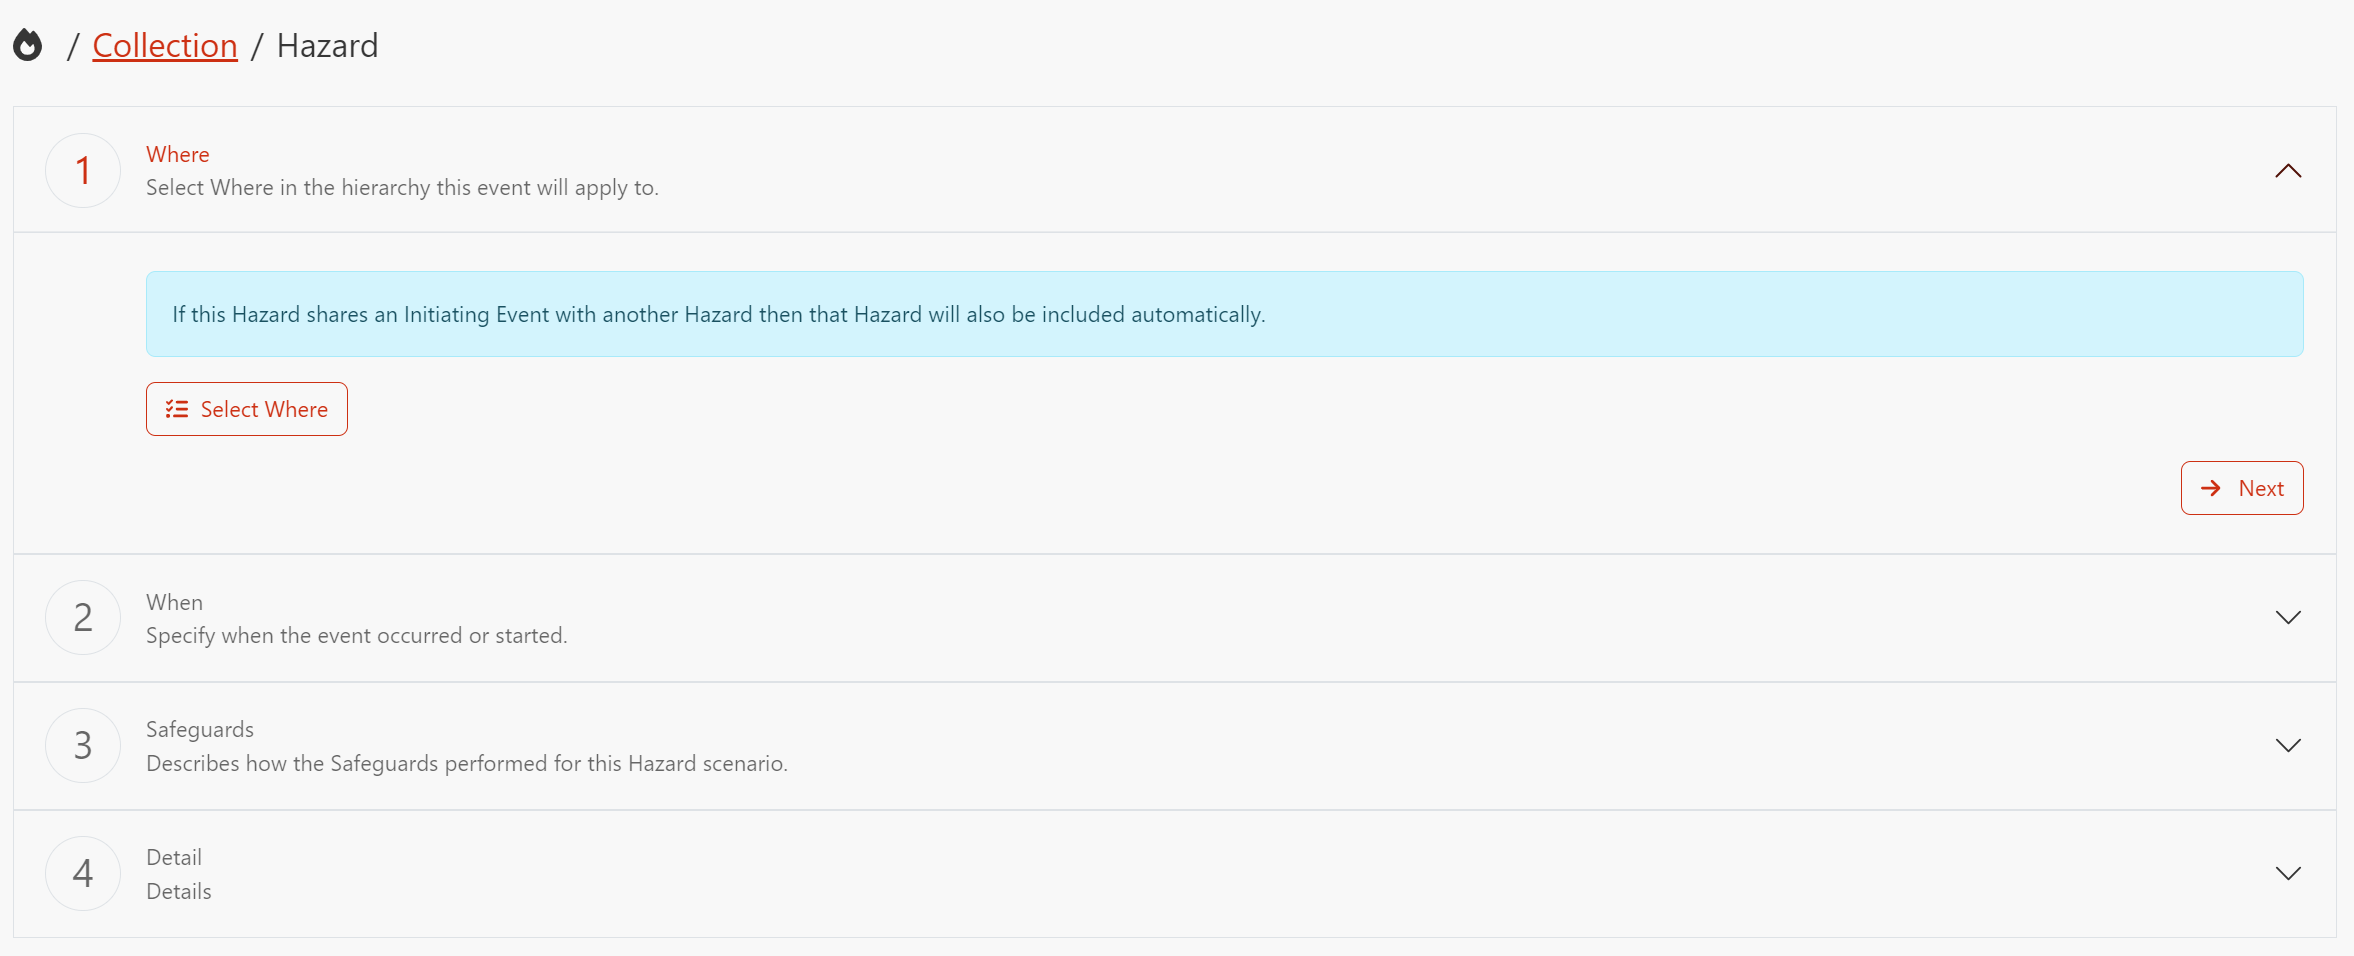 / Collection / Hazard
1
Where
Select Where in the hierarchy this event will apply to.
If this Hazard shares an Initiating Event with another Hazard then that Hazard will also be included automatically.
Select Where
Next
2
When
Specify when the event occurred or started.
3
Safeguards
Describes how the Safeguards performed for this Hazard scenario.
4
Detail
Details